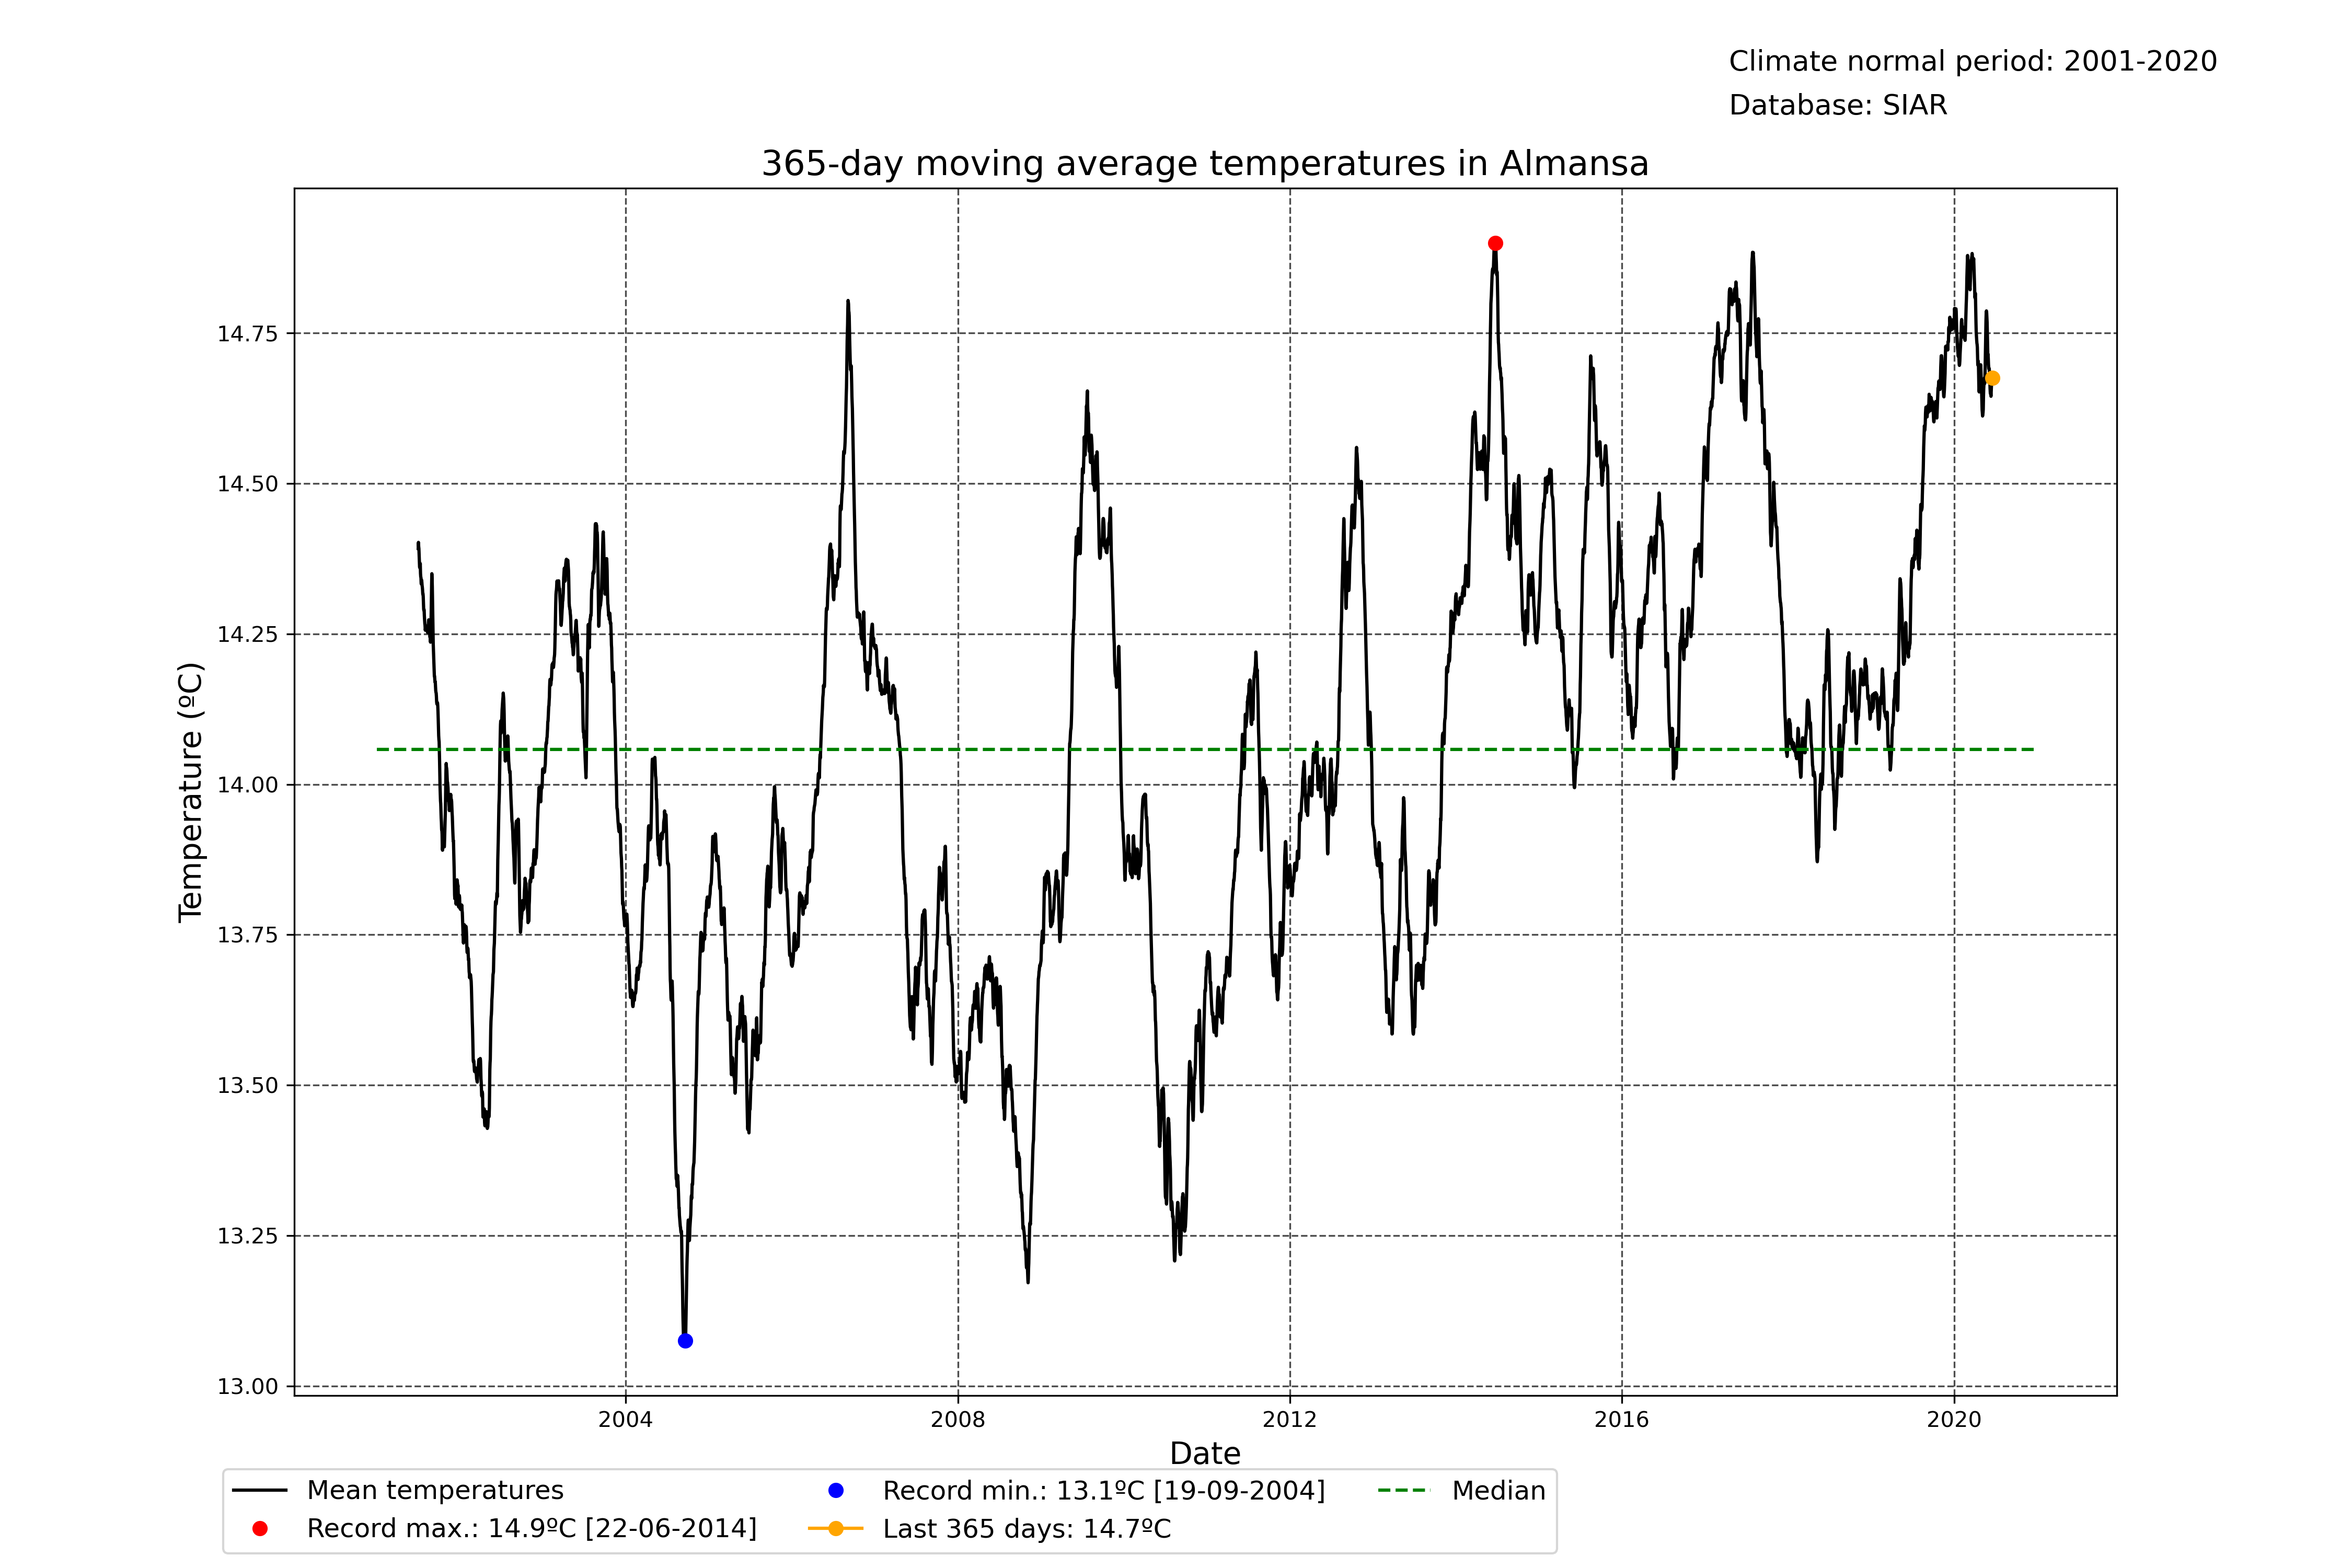 Climate normal period: 2001-2020
Database: SIAR
365-day moving average temperatures in Almansa
Temperature (ºC)
14.75
14.50
14.25
14.00
13.75
13.50
13.25
13.00
2004 2008 2012 2016 2020
Date
Mean temperatures
Record max.: 14.9ºC [22-06-2014]
Record min.: 13.1ºC [19-09-2004]
Last 365 days: 14.7ºC
Median